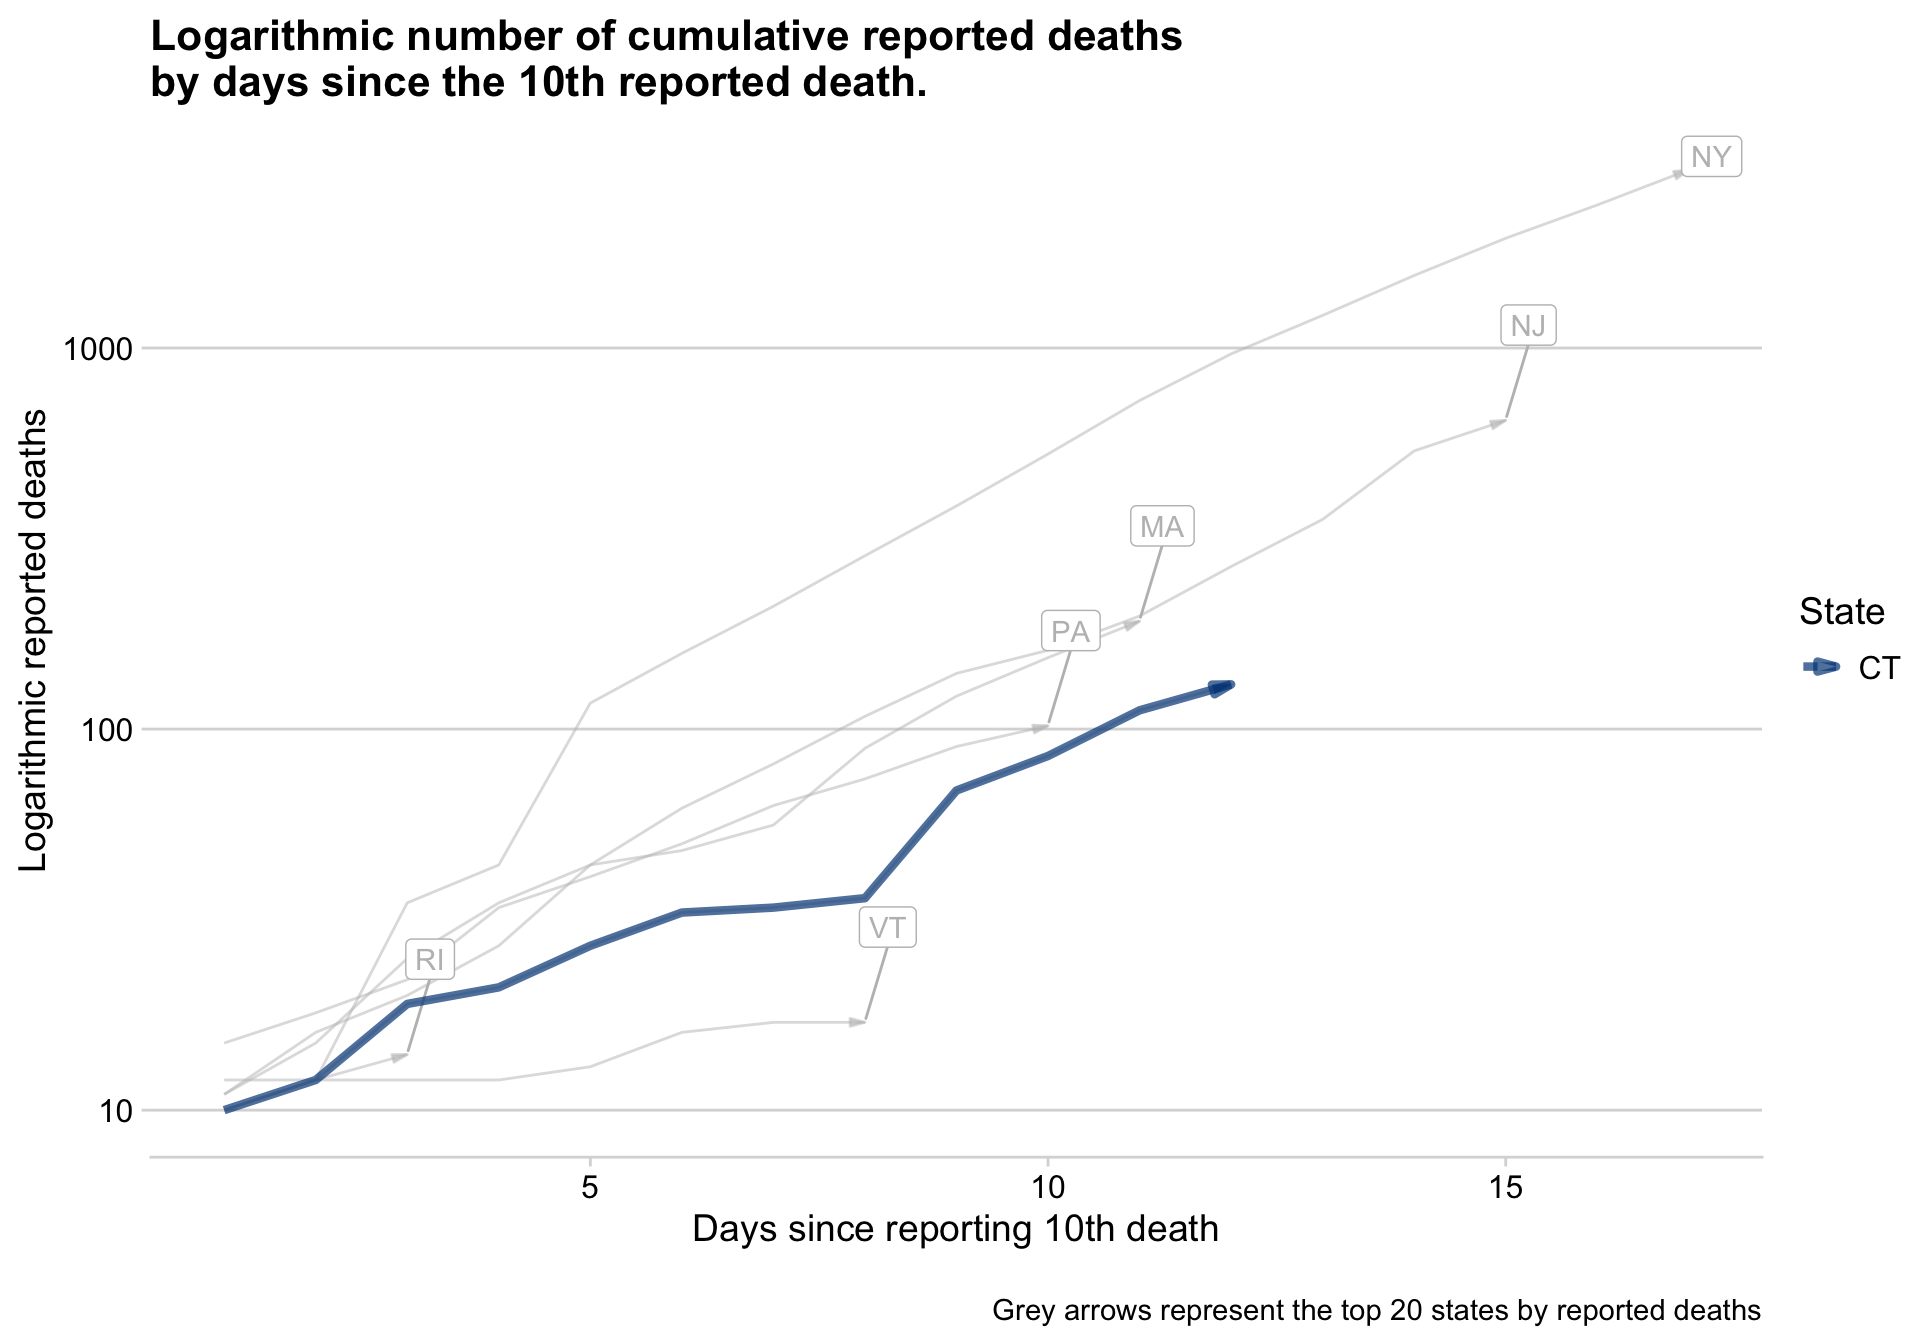 Logarithmic number of cumulative reported deaths
by days since the 10th reported death.
NY
NJ
MA
PA
RI
VT
1000
100
10
Logarithmic reported deaths
5 10 15
Days since reporting 10th death
State
CT
Grey arrows represent the top 20 states by reported deaths